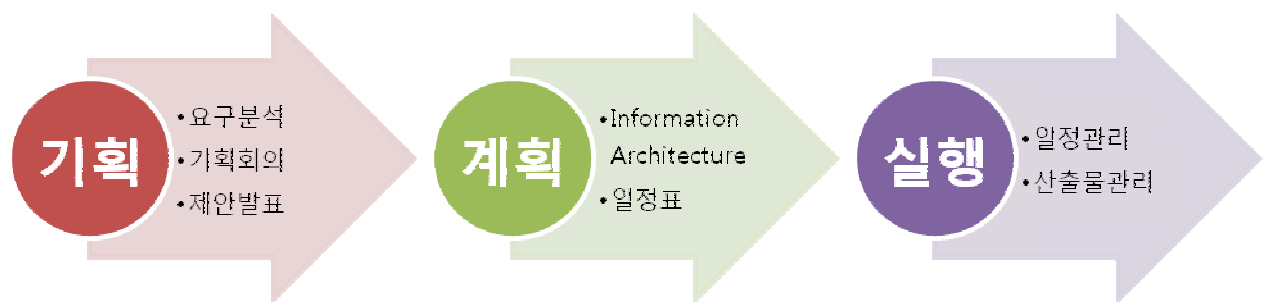 기획
•요구분석
•기획회의
•제안발표
계획
•Information
Architecture
•일정표
실행
•일정관리
•산출물관리